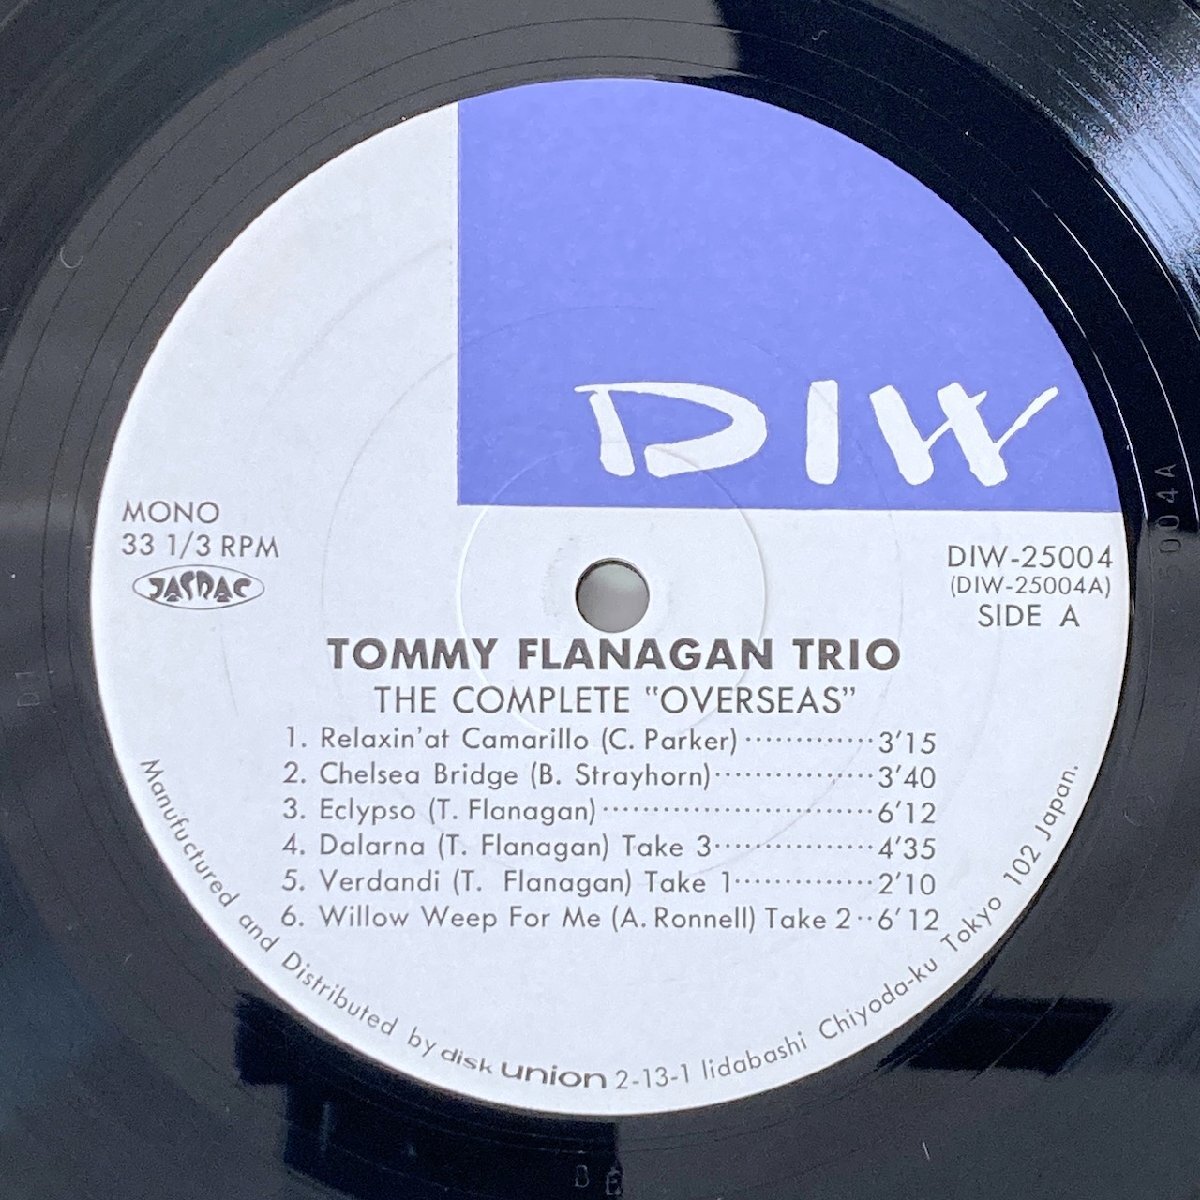 DIW
MONO
33 1/3 RPM
JASRAC
DIW-25004
(DIW-25004A)
SIDE A
TOMMY FLANAGAN TRIO
THE COMPLETE "OVERSEAS"
1. Relaxin'at Camarillo (C. Parker) ············· 3'15
2. Chelsea Bridge (B. Strayhorn) ················ 3'40
3. Eclypso (T. Flanagan) ··························· 6'12
4. Dalarna (T. Flanagan) Take 3 ················ 4'35
5. Verdandi (T. Flanagan) Take 1 ·············· 2'10
6. Willow Weep For Me (A. Ronnell) Take 2 ·· 6'12
Manufuctured and Distributed by disk union 2-13-1 Iidabashi Chiyoda-ku Tokyo 102 Japan.